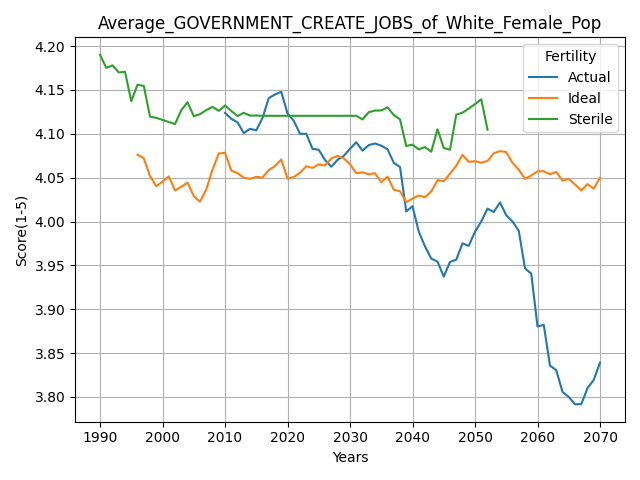 Average_GOVERNMENT_CREATE_JOBS_of_White_Female_Pop
Fertility
Actual
Ideal
Sterile
Score(1-5)
4.20
4.15
4.10
4.05
4.00
3.95
3.90
3.85
3.80
1990 2000 2010 2020 2030 2040 2050 2060 2070
Years